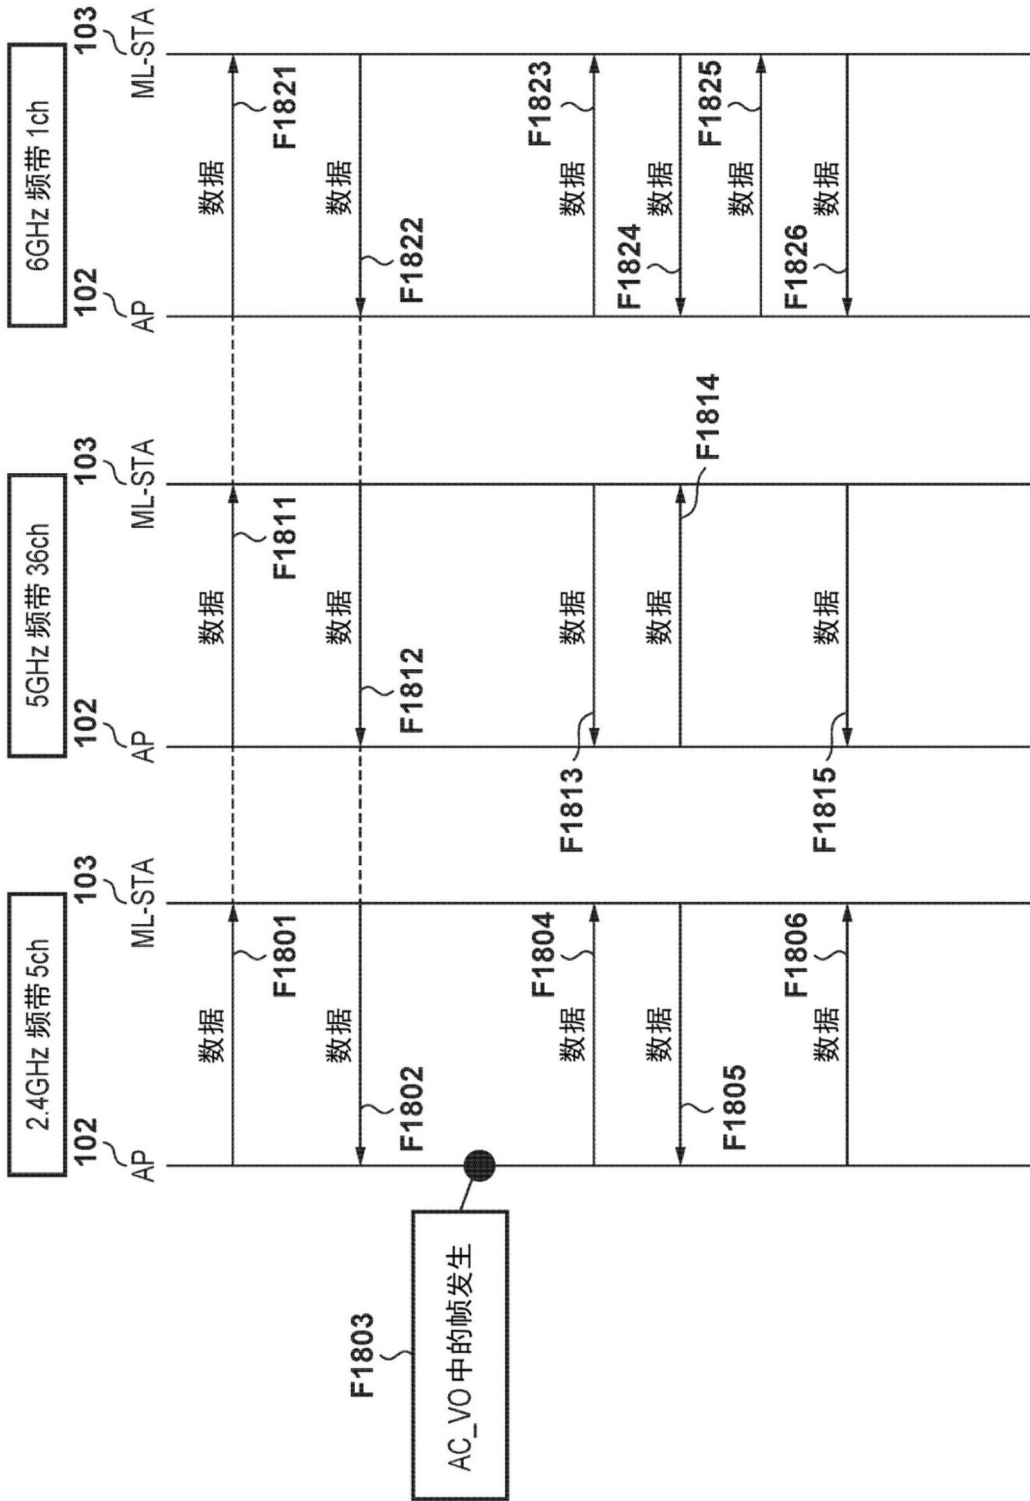 2.4GHz 频带 5ch
5GHz 频带 36ch
6GHz 频带 1ch
102
103
102
103
102
103
AP
ML-STA
AP
ML-STA
AP
ML-STA
数据
F1801
数据
F1811
数据
F1821
数据
F1802
数据
F1812
数据
F1822
F1803
AC_VO 中的帧发生
数据
F1804
F1813
数据
数据
F1823
数据
F1805
数据
F1814
F1824
数据
数据
F1825
数据
F1806
F1815
数据
F1826
数据